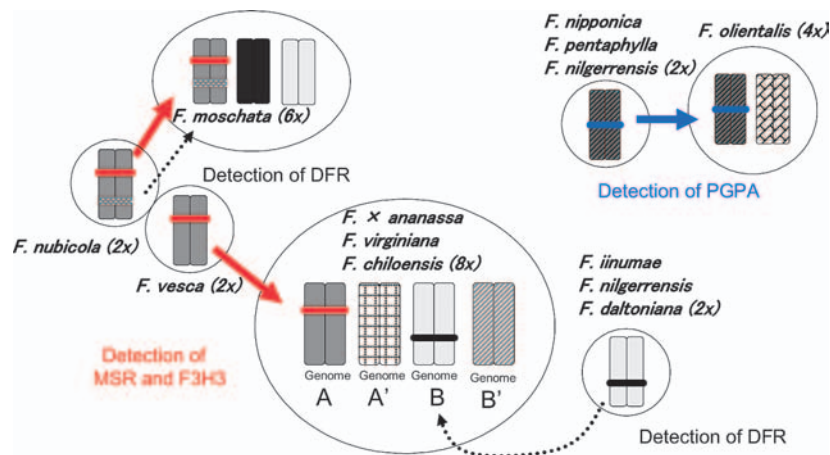 F. nipponica
F. pentaphylla
F. nilgerrensis (2x)
F. olientalis (4x)
F. moschata (6x)
Detection of DFR
Detection of PGPA
F. nubicola (2x)
F. vesca (2x)
F. × ananassa
F. virginiana
F. chiloensis (8x)
F. iinumae
F. nilgerrensis
F. daltoniana (2x)
Detection of
MSR and F3H3
Genome Genome Genome Genome
A A' B B'
Detection of DFR